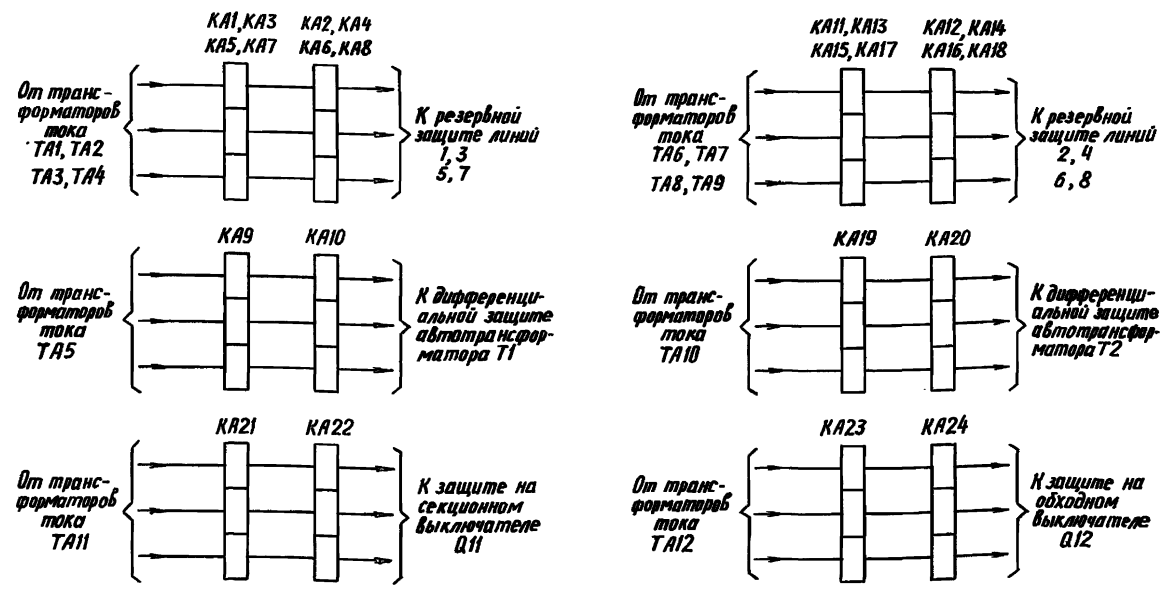 KA1, KA3
KA5, KA7
KA2, KA4
KA6, KA8
От транс-
форматоров
тока
TA1, TA2
TA3, TA4
К резервной
защите линий
1, 3
5, 7
KA11, KA13
KA15, KA17
KA12, KA14
KA16, KA18
От транс-
форматоров
тока
TA6, TA7
TA8, TA9
К резервной
защите линий
2, 4
6, 8
KA9
KA10
От транс-
форматоров
тока
TA5
К дифференци-
альной защите
автотрансфор-
матора T1
KA19
KA20
От транс-
форматоров
тока
TA10
К дифференци-
альной защите
автотрансфор-
матора T2
KA21
KA22
От транс-
форматоров
тока
TA11
К защите на
секционном
выключателе
Q11
KA23
KA24
От транс-
форматоров
тока
TA12
К защите на
обходном
выключателе
Q12